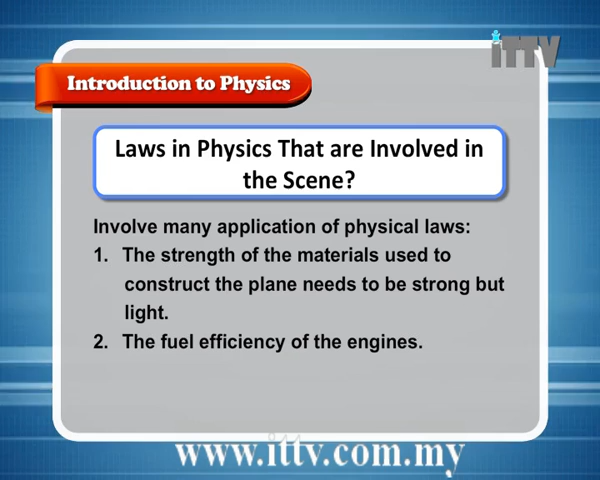 iTTV
Introduction to Physics
Laws in Physics That are Involved in
the Scene?
Involve many application of physical laws:
1. The strength of the materials used to
construct the plane needs to be strong but
light.
2. The fuel efficiency of the engines.
www.ittv.com.my